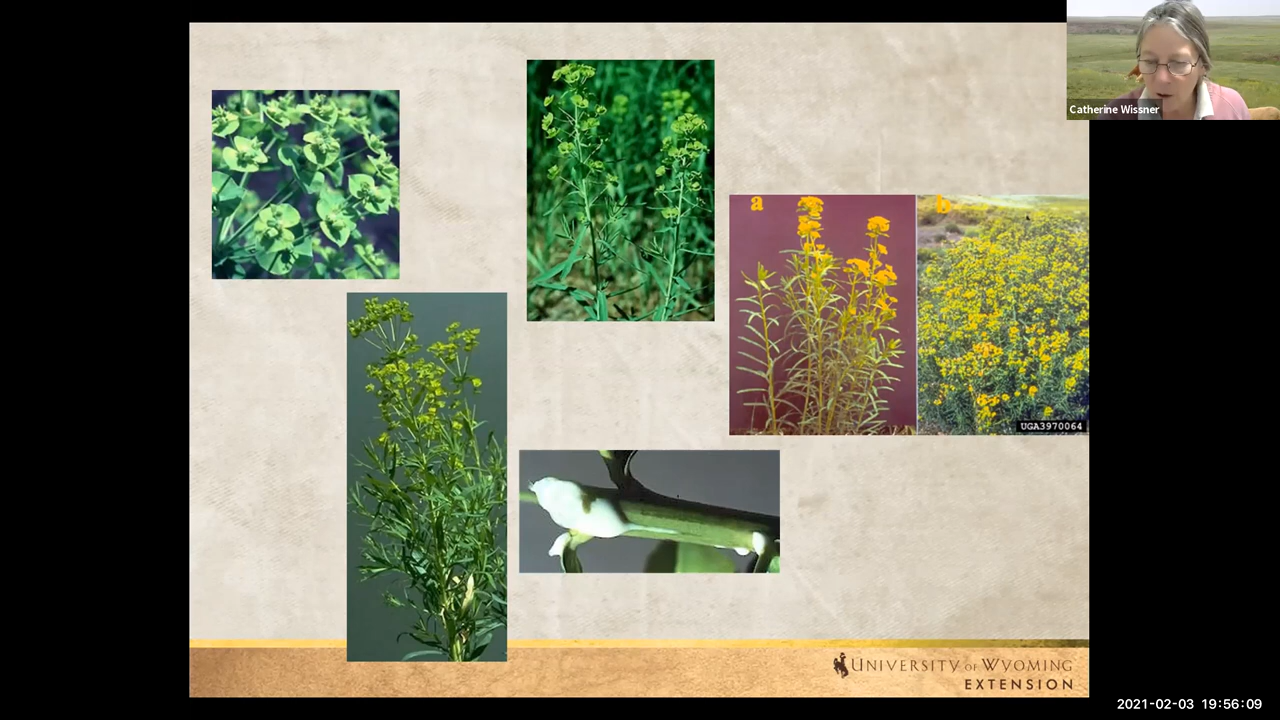 Catherine Wissner
a
b
UGA3970064
UNIVERSITY OF WYOMING
EXTENSION
2021-02-03 19:56:09